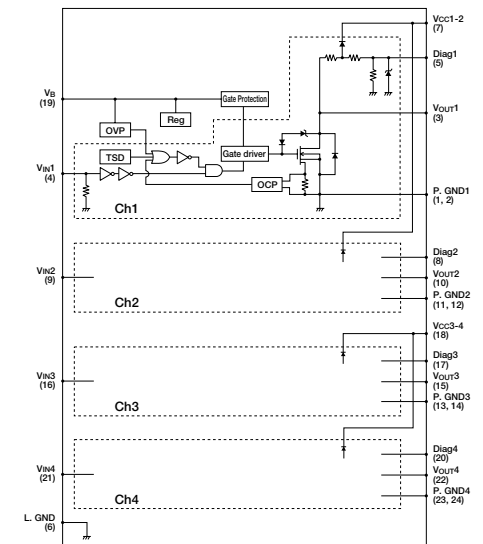 Vcc1-2
(7)
Diag1
(5)
VB
(19)
Gate Protection
Reg
OVP
VOUT1
(3)
TSD
Gate driver
VIN1
(4)
OCP
P. GND1
(1, 2)
Ch1
Diag2
(8)
VIN2
(9)
VOUT2
(10)
P. GND2
(11, 12)
Ch2
Vcc3-4
(18)
Diag3
(17)
VIN3
(16)
VOUT3
(15)
P. GND3
(13, 14)
Ch3
Diag4
(20)
VIN4
(21)
VOUT4
(22)
P. GND4
(23, 24)
Ch4
L. GND
(6)